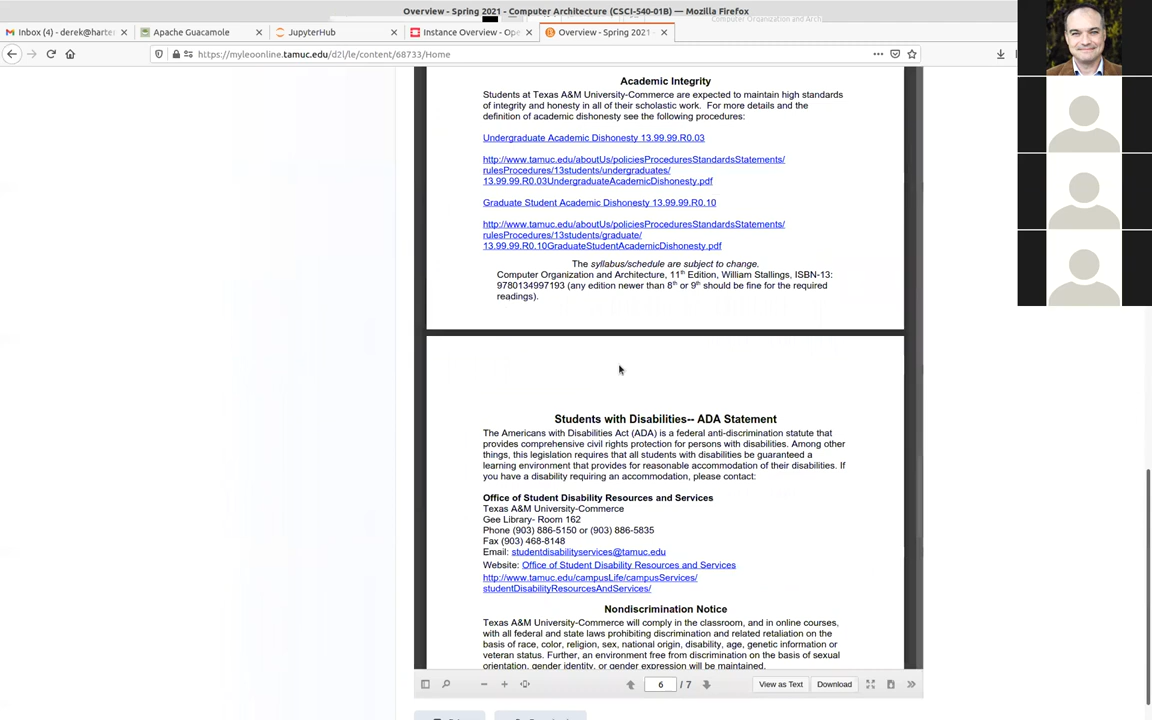 Overview - Spring 2021 - Computer Architecture (CSCI-540-01B) — Mozilla Firefox
Computer Organization and Arch
Inbox (4) - derek@harter
Apache Guacamole
JupyterHub
Instance Overview - Ope
Overview - Spring 2021 -
https://myleoonline.tamuc.edu/d2l/le/content/68733/Home
Academic Integrity
Students at Texas A&M University-Commerce are expected to maintain high standards
of integrity and honesty in all of their scholastic work. For more details and the
definition of academic dishonesty see the following procedures:
Undergraduate Academic Dishonesty 13.99.99.R0.03
http://www.tamuc.edu/aboutUs/policiesProceduresStandardsStatements/
rulesProcedures/13students/undergraduates/
13.99.99.R0.03UndergraduateAcademicDishonesty.pdf
Graduate Student Academic Dishonesty 13.99.99.R0.10
http://www.tamuc.edu/aboutUs/policiesProceduresStandardsStatements/
rulesProcedures/13students/graduate/
13.99.99.R0.10GraduateStudentAcademicDishonesty.pdf
The syllabus/schedule are subject to change.
Computer Organization and Architecture, 11th Edition, William Stallings, ISBN-13:
9780134997193 (any edition newer than 8th or 9th should be fine for the required
readings).
Students with Disabilities-- ADA Statement
The Americans with Disabilities Act (ADA) is a federal anti-discrimination statute that
provides comprehensive civil rights protection for persons with disabilities. Among other
things, this legislation requires that all students with disabilities be guaranteed a
learning environment that provides for reasonable accommodation of their disabilities. If
you have a disability requiring an accommodation, please contact:
Office of Student Disability Resources and Services
Texas A&M University-Commerce
Gee Library- Room 162
Phone (903) 886-5150 or (903) 886-5835
Fax (903) 468-8148
Email: studentdisabilityservices@tamuc.edu
Website: Office of Student Disability Resources and Services
http://www.tamuc.edu/campusLife/campusServices/
studentDisabilityResourcesAndServices/
Nondiscrimination Notice
Texas A&M University-Commerce will comply in the classroom, and in online courses,
with all federal and state laws prohibiting discrimination and related retaliation on the
basis of race, color, religion, sex, national origin, disability, age, genetic information or
veteran status. Further, an environment free from discrimination on the basis of sexual
orientation, gender identity, or gender expression will be maintained.
6 / 7
View as Text
Download